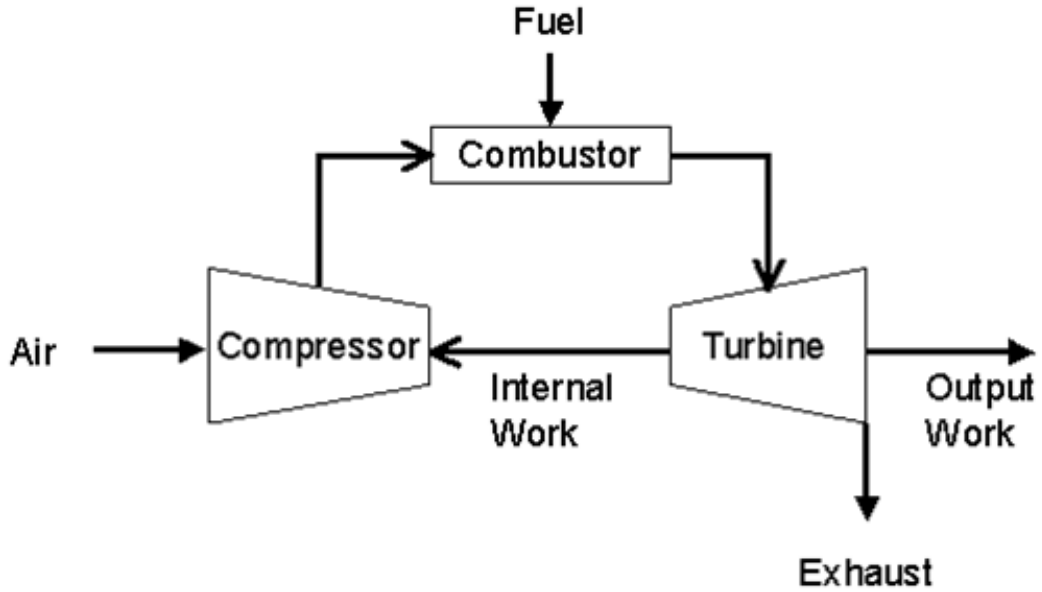 Fuel
Combustor
Air
Compressor
Internal
Work
Turbine
Output
Work
Exhaust